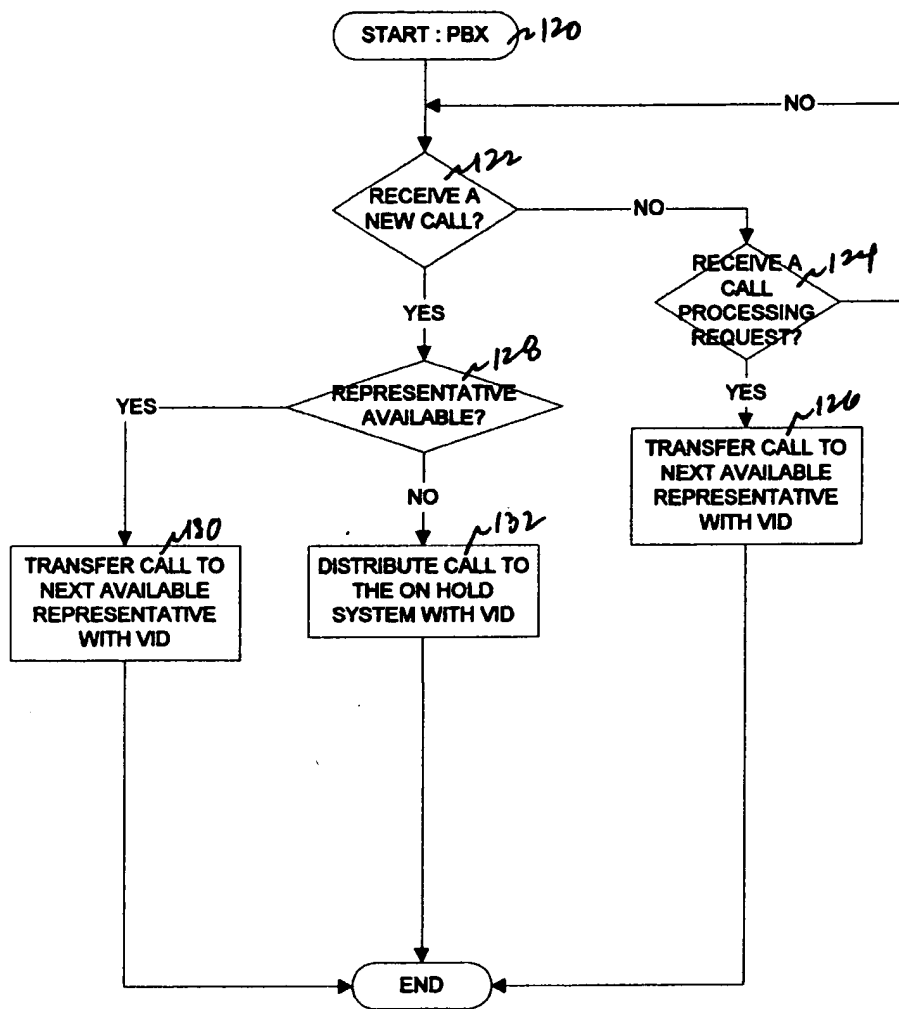 START : PBX
120
NO
122
RECEIVE A
NEW CALL?
NO
124
RECEIVE A
CALL
PROCESSING
REQUEST?
YES
YES
128
REPRESENTATIVE
AVAILABLE?
YES
126
TRANSFER CALL TO
NEXT AVAILABLE
REPRESENTATIVE
WITH VID
NO
130
TRANSFER CALL TO
NEXT AVAILABLE
REPRESENTATIVE
WITH VID
132
DISTRIBUTE CALL TO
THE ON HOLD
SYSTEM WITH VID
END